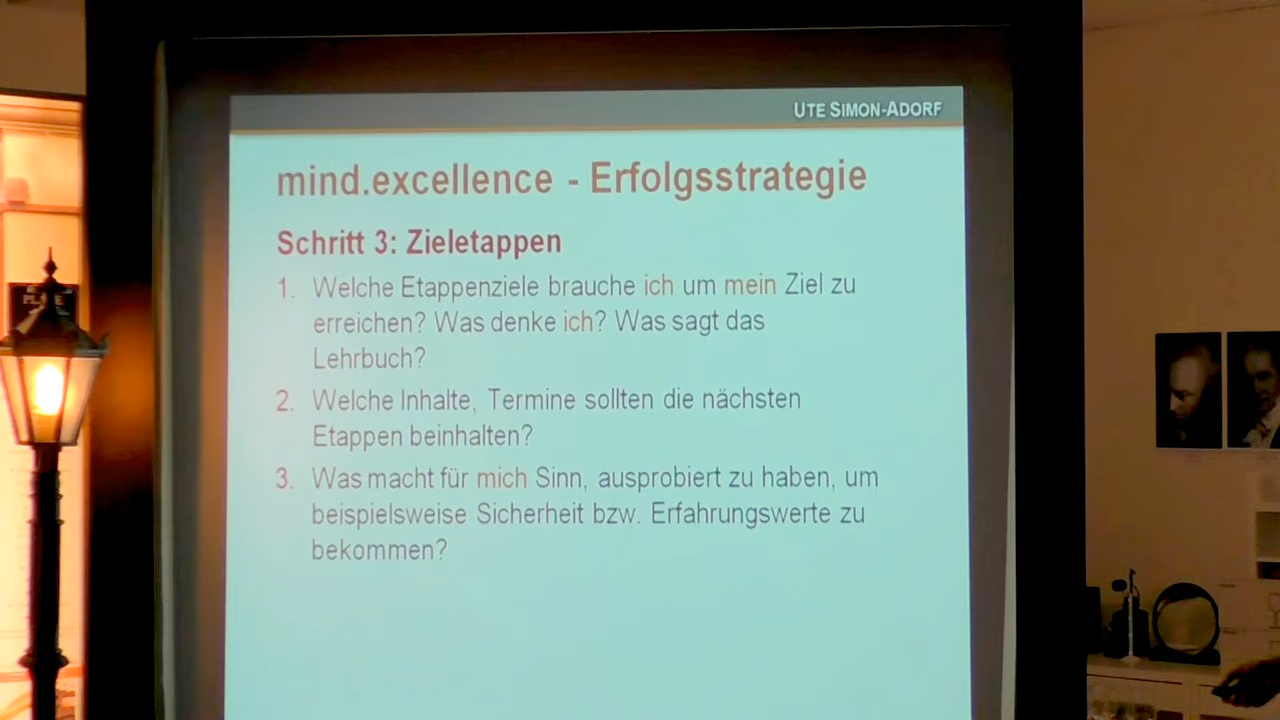 UTE SIMON-ADORF
mind.excellence - Erfolgsstrategie
Schritt 3: Zieletappen
1. Welche Etappenziele brauche ich um mein Ziel zu
erreichen? Was denke ich? Was sagt das
Lehrbuch?
2. Welche Inhalte, Termine sollten die nächsten
Etappen beinhalten?
3. Was macht für mich Sinn, ausprobiert zu haben, um
beispielsweise Sicherheit bzw. Erfahrungswerte zu
bekommen?